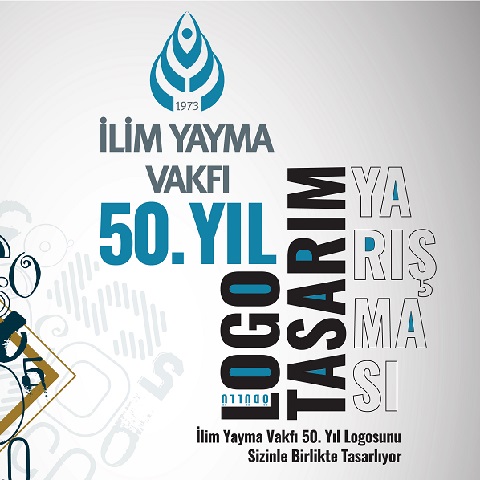 1973
İLİM YAYMA
VAKFI
50. YIL
ÖDÜLLÜ
LOGO
TASARIM
YA
RIŞ
MA
SI
5
İlim Yayma Vakfı 50. Yıl Logosunu
Sizinle Birlikte Tasarlıyor